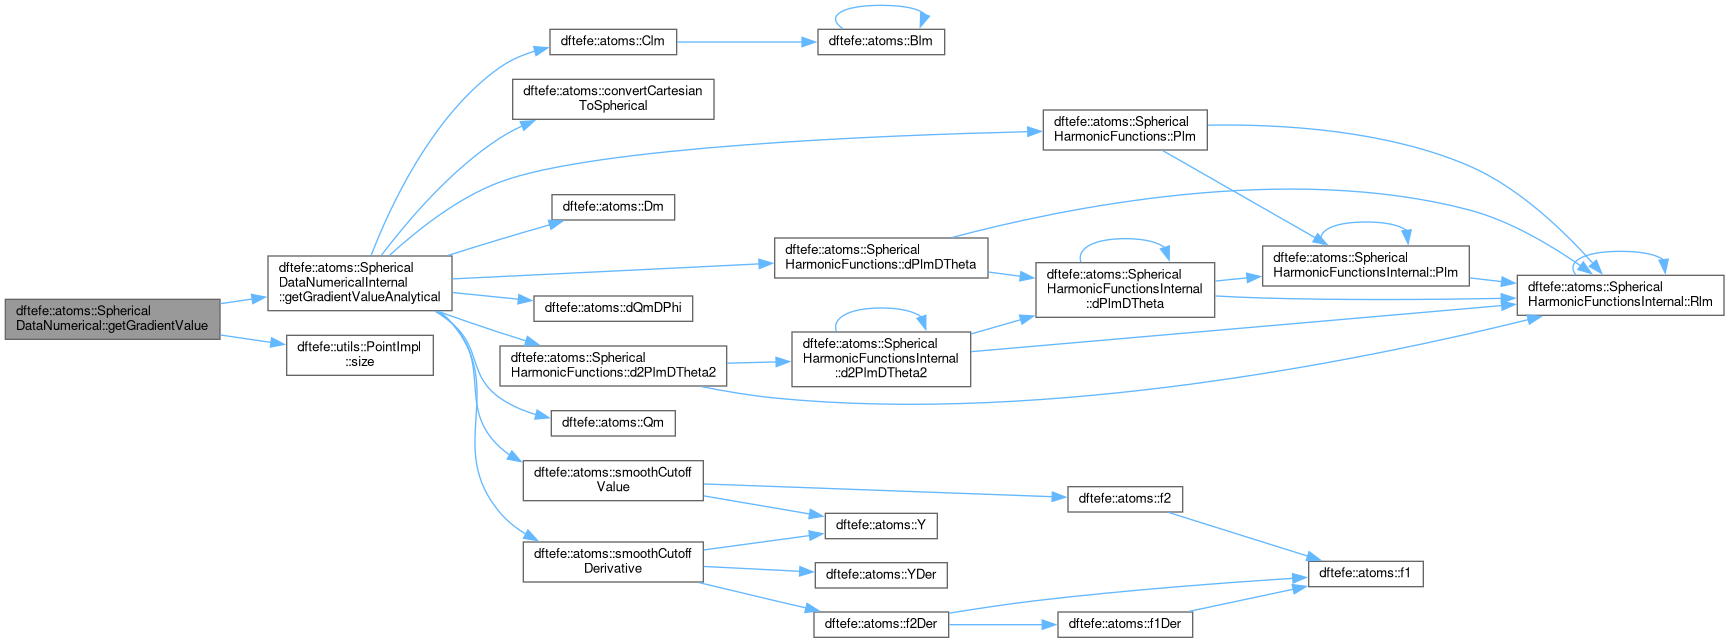 dftefe::atoms::Spherical
DataNumerical::getGradientValue
dftefe::atoms::Spherical
DataNumericalInternal
::getGradientValueAnalytical
dftefe::utils::PointImpl
::size
dftefe::atoms::Clm
dftefe::atoms::Blm
dftefe::atoms::convertCartesian
ToSpherical
dftefe::atoms::Spherical
HarmonicFunctions::Plm
dftefe::atoms::Dm
dftefe::atoms::Spherical
HarmonicFunctions::dPlmDTheta
dftefe::atoms::Spherical
HarmonicFunctionsInternal
::dPlmDTheta
dftefe::atoms::Spherical
HarmonicFunctionsInternal::Plm
dftefe::atoms::Spherical
HarmonicFunctionsInternal::Rlm
dftefe::atoms::dQmDPhi
dftefe::atoms::Spherical
HarmonicFunctions::d2PlmDTheta2
dftefe::atoms::Spherical
HarmonicFunctionsInternal
::d2PlmDTheta2
dftefe::atoms::Qm
dftefe::atoms::smoothCutoff
Value
dftefe::atoms::f2
dftefe::atoms::Y
dftefe::atoms::smoothCutoff
Derivative
dftefe::atoms::YDer
dftefe::atoms::f1
dftefe::atoms::f2Der
dftefe::atoms::f1Der